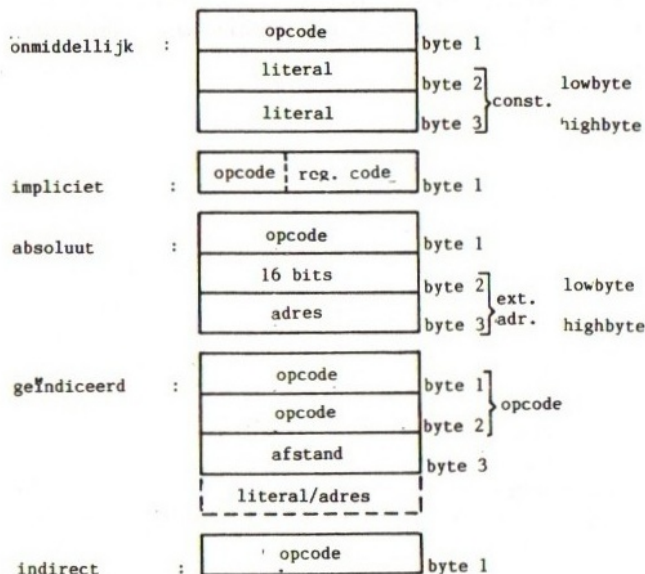 opcode
onmiddellijk : byte 1
literal
byte 2 const. lowbyte
literal
byte 3 highbyte
impliciet : opcode reg. code byte 1
opcode
absoluut : byte 1
16 bits
byte 2 ext. lowbyte
adres adr.
byte 3 highbyte
opcode
geïndiceerd : byte 1
opcode opcode
byte 2
afstand
byte 3
literal/adres
opcode
indirect : byte 1